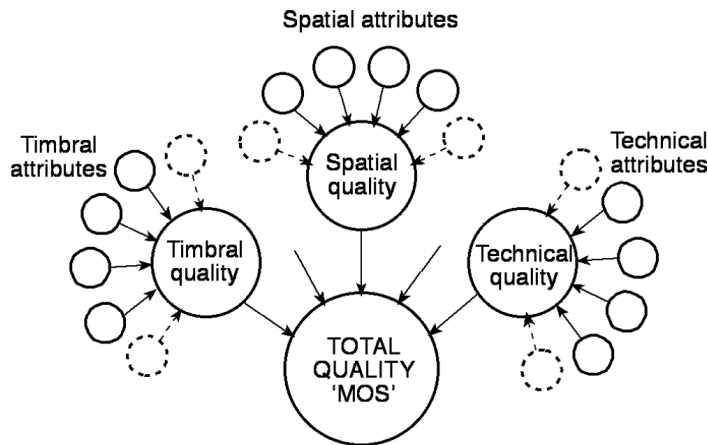 Spatial attributes
Timbral
attributes
Technical
attributes
Spatial
quality
Timbral
quality
Technical
quality
TOTAL
QUALITY
'MOS'